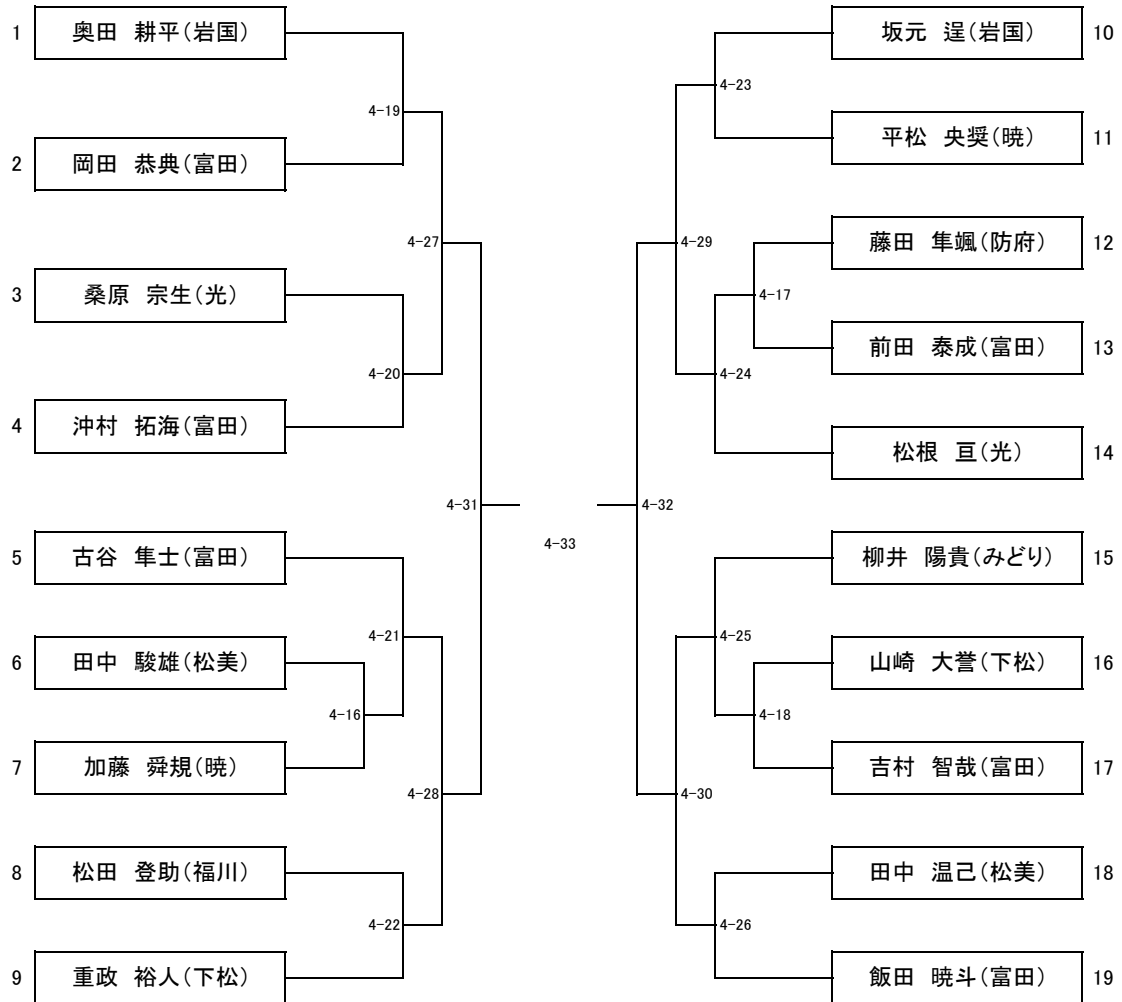 1 奥田 耕平(岩国)
4-19
2 岡田 恭典(富田)
4-27
3 桑原 宗生(光)
4-20
4 沖村 拓海(富田)
4-31
5 古谷 隼士(富田)
4-21
6 田中 駿雄(松美)
4-16
7 加藤 舜規(暁)
4-28
8 松田 登助(福川)
4-22
9 重政 裕人(下松)
4-33
坂元 逞(岩国) 10
4-23
平松 央奨(暁) 11
4-29
藤田 隼颯(防府) 12
4-17
前田 泰成(富田) 13
4-24
松根 亘(光) 14
4-32
柳井 陽貴(みどり) 15
4-25
山崎 大誉(下松) 16
4-18
吉村 智哉(富田) 17
4-30
田中 温己(松美) 18
4-26
飯田 暁斗(富田) 19